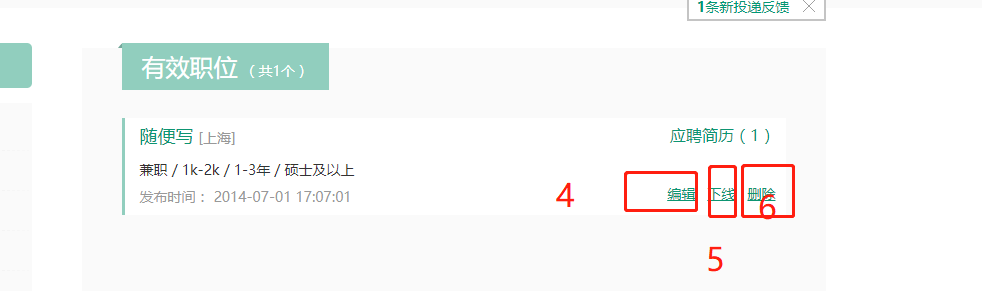 1条新投递反馈
有效职位（共1个）
随便写 [上海] 应聘简历（1）
兼职 / 1k-2k / 1-3年 / 硕士及以上
发布时间： 2014-07-01 17:07:01 4 编辑 下线 删除 6
5